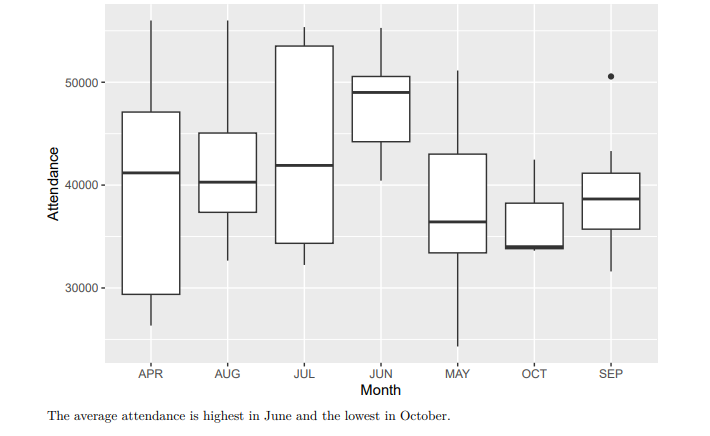 50000
40000
30000
Attendance
APR AUG JUL JUN MAY OCT SEP
Month
The average attendance is highest in June and the lowest in October.